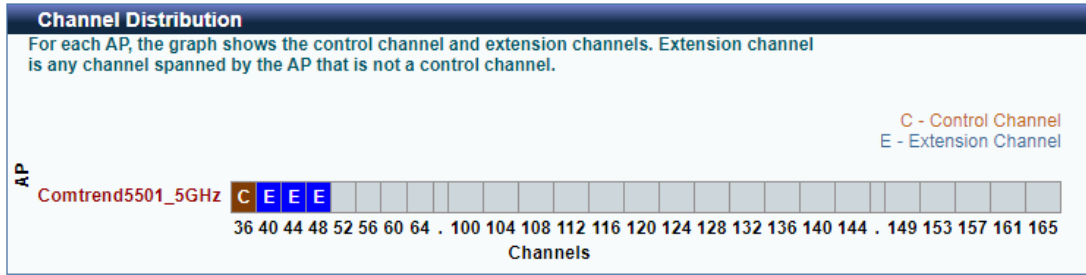 Channel Distribution
For each AP, the graph shows the control channel and extension channels. Extension channel
is any channel spanned by the AP that is not a control channel.
C - Control Channel
E - Extension Channel
AP
Comtrend5501_5GHz C E E E
36 40 44 48 52 56 60 64 . 100 104 108 112 116 120 124 128 132 136 140 144 . 149 153 157 161 165
Channels